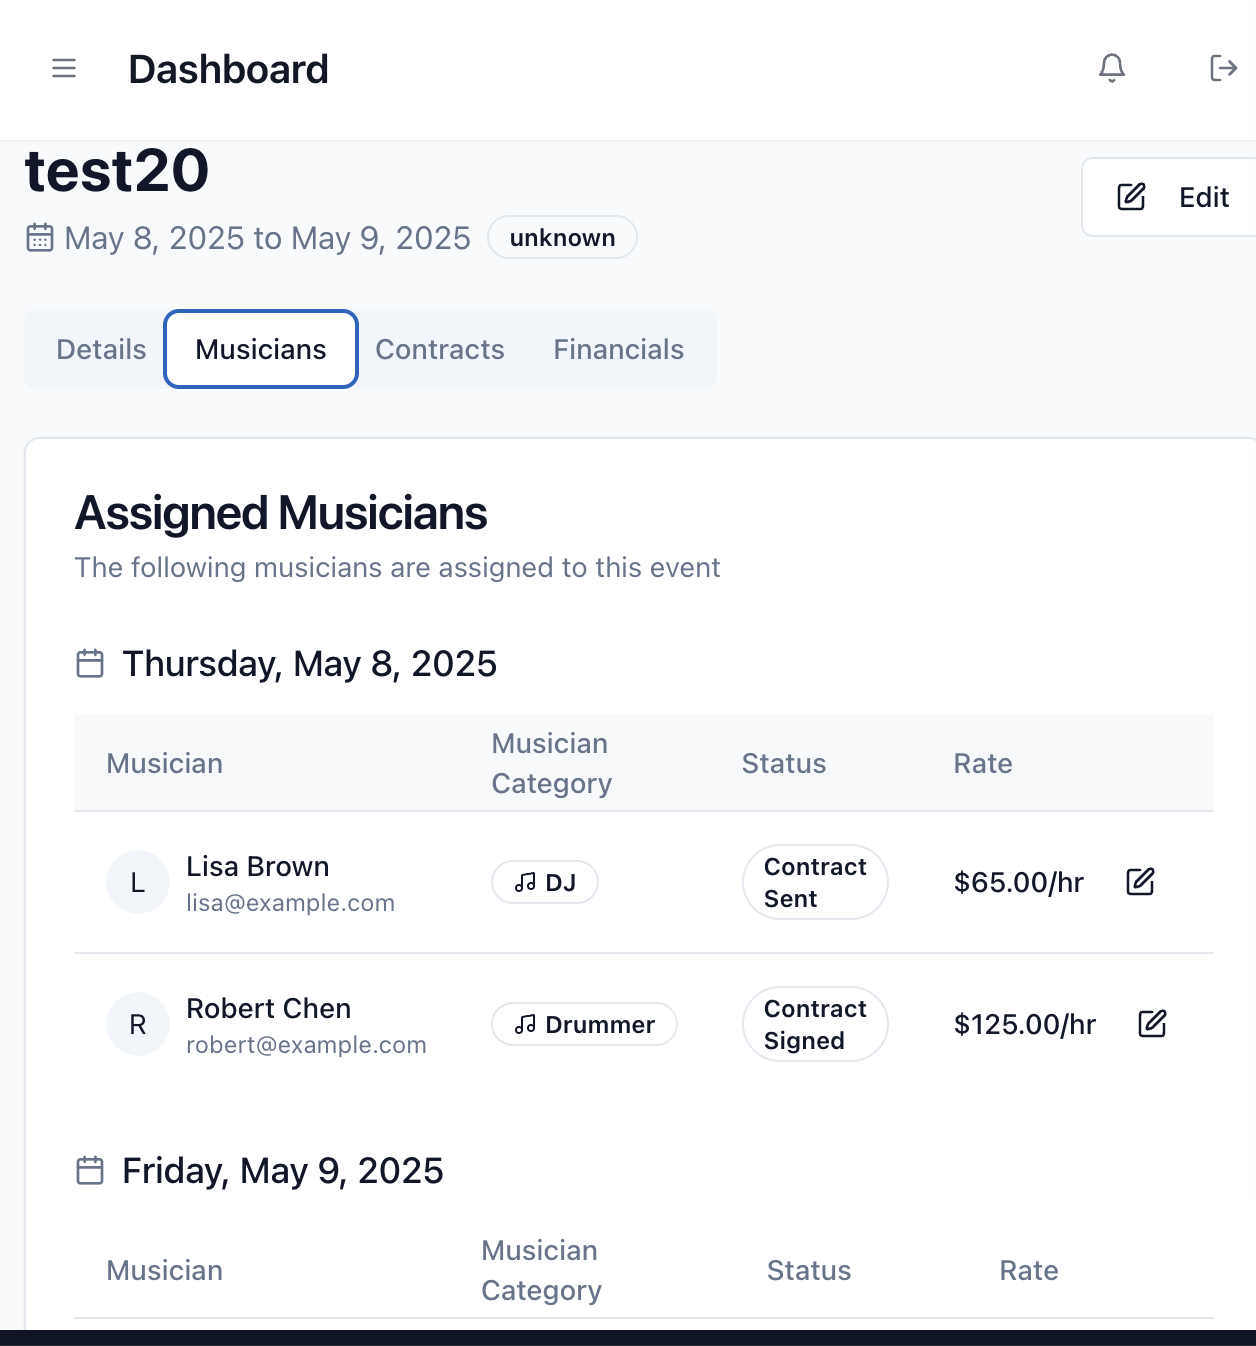 Dashboard
test20
Edit
May 8, 2025 to May 9, 2025 unknown
Details Musicians Contracts Financials
Assigned Musicians
The following musicians are assigned to this event
Thursday, May 8, 2025
Musician Musician Category Status Rate
L Lisa Brown DJ Contract Sent $65.00/hr
lisa@example.com
R Robert Chen Drummer Contract Signed $125.00/hr
robert@example.com
Friday, May 9, 2025
Musician Musician Category Status Rate